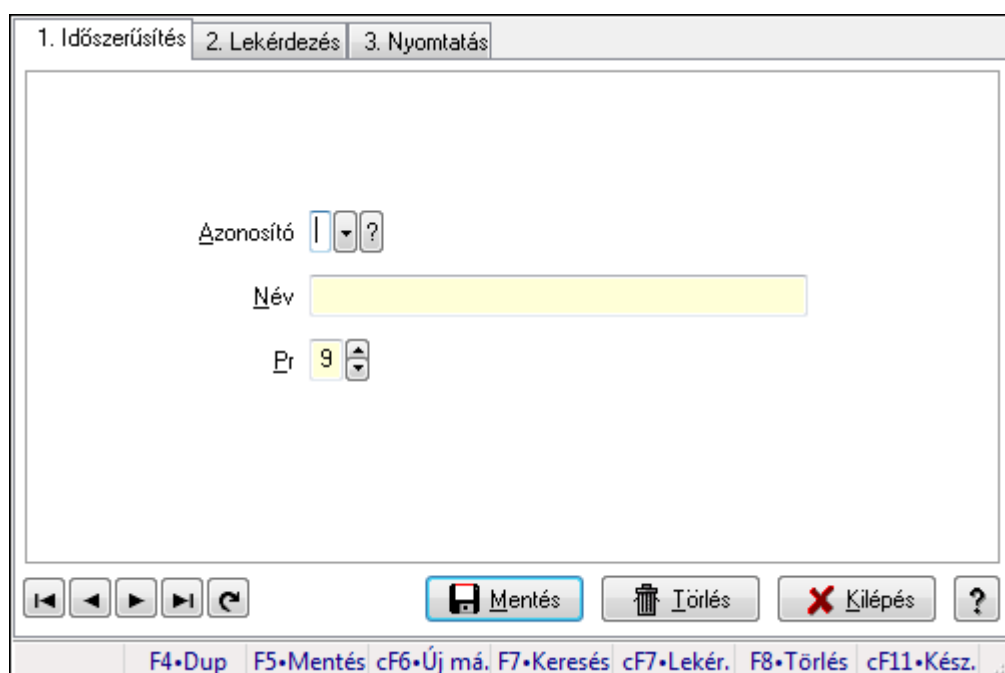 1. Időszerűsítés 2. Lekérdezés 3. Nyomtatás
Azonosító ?
Név
Pr 9
Mentés Törlés Kilépés ?
F4•Dup F5•Mentés cF6•Új má. F7•Keresés cF7•Lekér. F8•Törlés cF11•Kész.